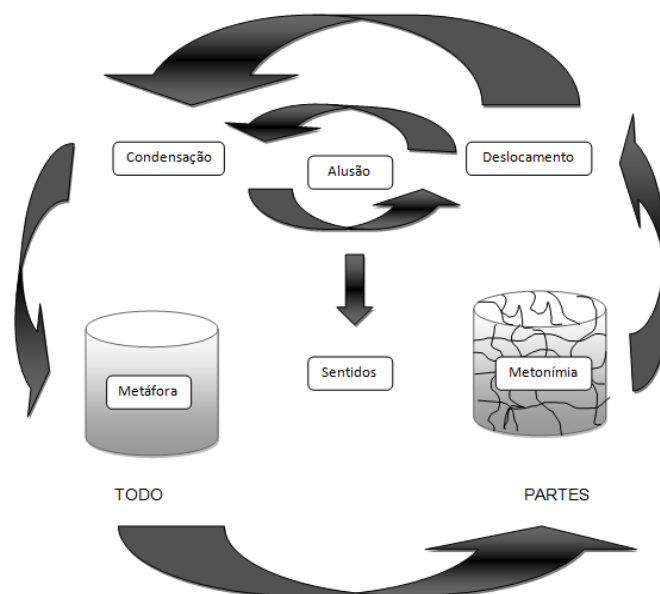 Condensação
Alusão
Deslocamento
Metáfora
Sentidos
Metonímia
TODO
PARTES